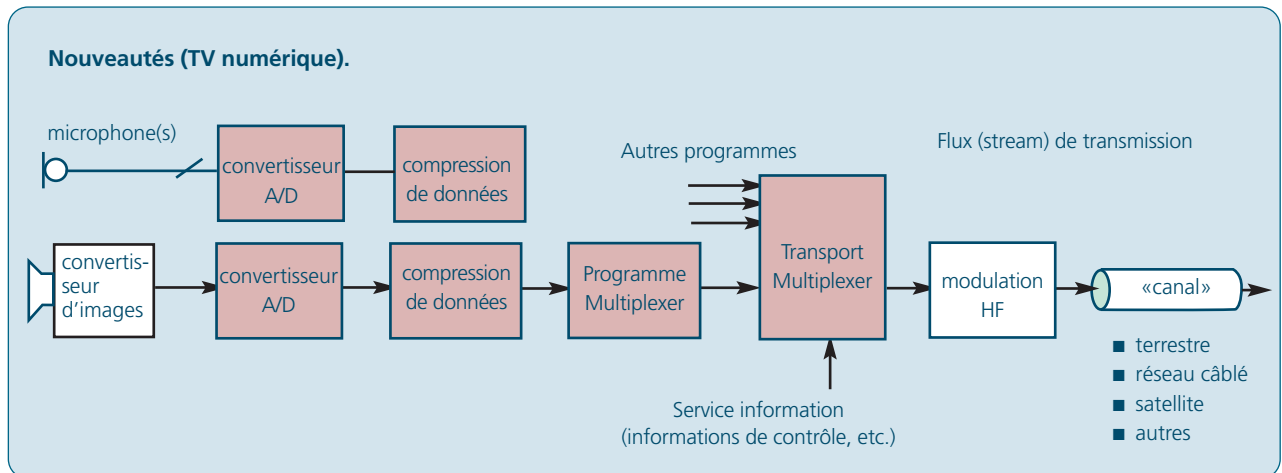 Nouveautés (TV numérique).
microphone(s)
convertisseur
A/D
compression
de données
Autres programmes
Flux (stream) de transmission
convertis-
seur
d'images
convertisseur
A/D
compression
de données
Programme
Multiplexer
Transport
Multiplexer
modulation
HF
«canal»
terrestre
réseau câblé
satellite
autres
Service information
(informations de contrôle, etc.)